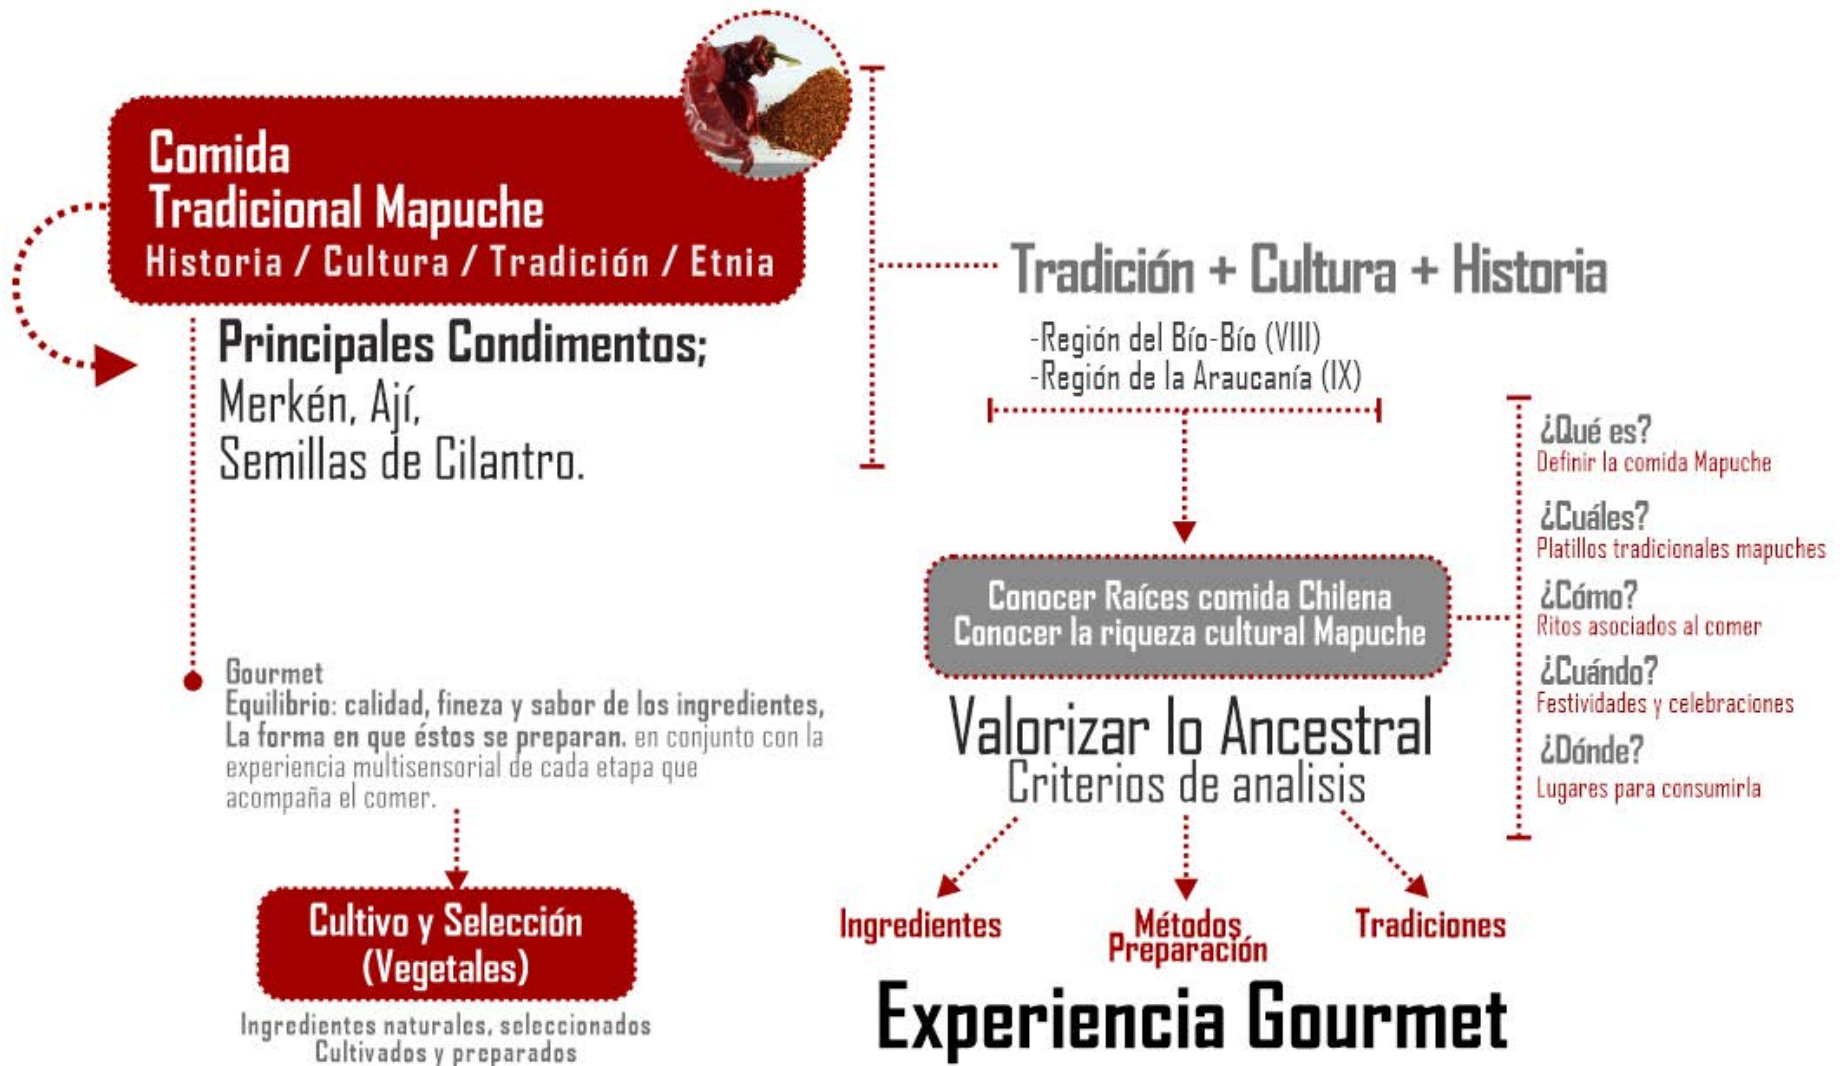 Comida
Tradicional Mapuche
Historia / Cultura / Tradición / Etnia
Principales Condimentos;
Merkén, Ají,
Semillas de Cilantro.
Gourmet
Equilibrio: calidad, fineza y sabor de los ingredientes,
La forma en que éstos se preparan. en conjunto con la
experiencia multisensorial de cada etapa que
acompaña el comer.
Cultivo y Selección
(Vegetales)
Ingredientes naturales, seleccionados
Cultivados y preparados
Tradición + Cultura + Historia
-Región del Bío-Bío (VIII)
-Región de la Araucanía (IX)
Conocer Raíces comida Chilena
Conocer la riqueza cultural Mapuche
¿Qué es?
Definir la comida Mapuche
¿Cuáles?
Platillos tradicionales mapuches
¿Cómo?
Ritos asociados al comer
¿Cuándo?
Festividades y celebraciones
¿Dónde?
Lugares para consumirla
Valorizar lo Ancestral
Criterios de analisis
Ingredientes
Métodos
Preparación
Tradiciones
Experiencia Gourmet